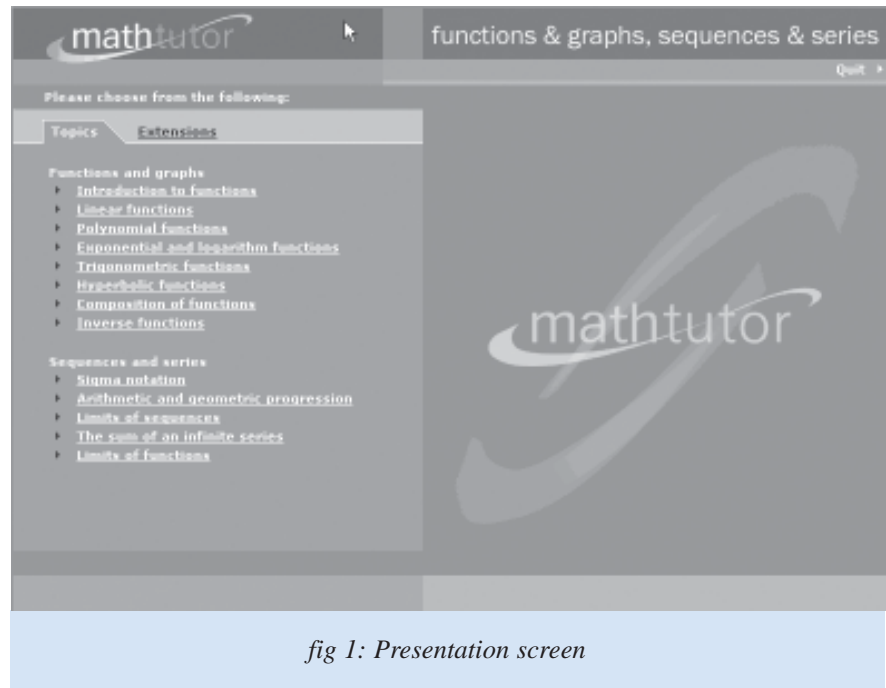 mathtutor
functions & graphs, sequences & series
Quit
Please choose from the following:
Topics
Extensions
Functions and graphs
Introduction to functions
Linear functions
Polynomial functions
Exponential and logarithm functions
Trigonometric functions
Hyperbolic functions
Composition of functions
Inverse functions
Sequences and series
Sigma notation
Arithmetic and geometric progression
Limits of sequences
The sum of an infinite series
Limits of functions
mathtutor
fig 1: Presentation screen